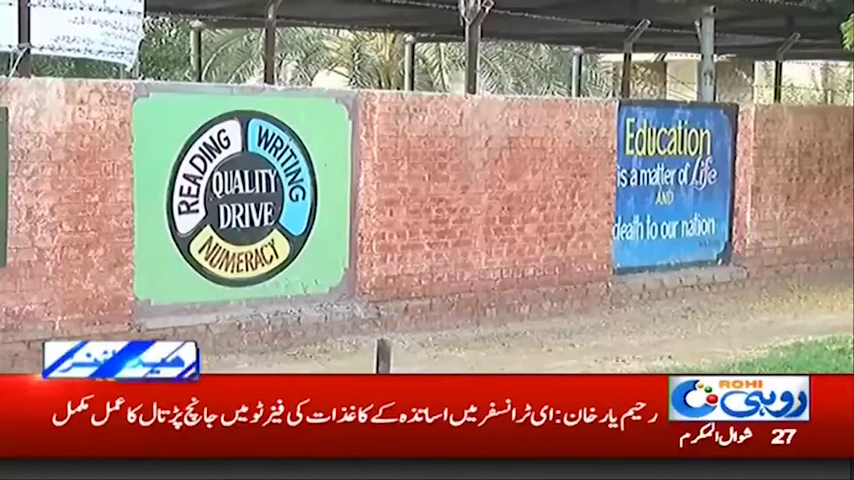 READING
WRITING
QUALITY
DRIVE
NUMERACY
Education
is a matter of Life
AND
death to our nation
ہیڈ لائنز
رحیم یار خان: ای ٹرانسفر میں اساتذہ کے کاغذات کی فیز ٹو میں جانچ پڑتال کا عمل مکمل
ROHI
روہی
27 شوال المکرم